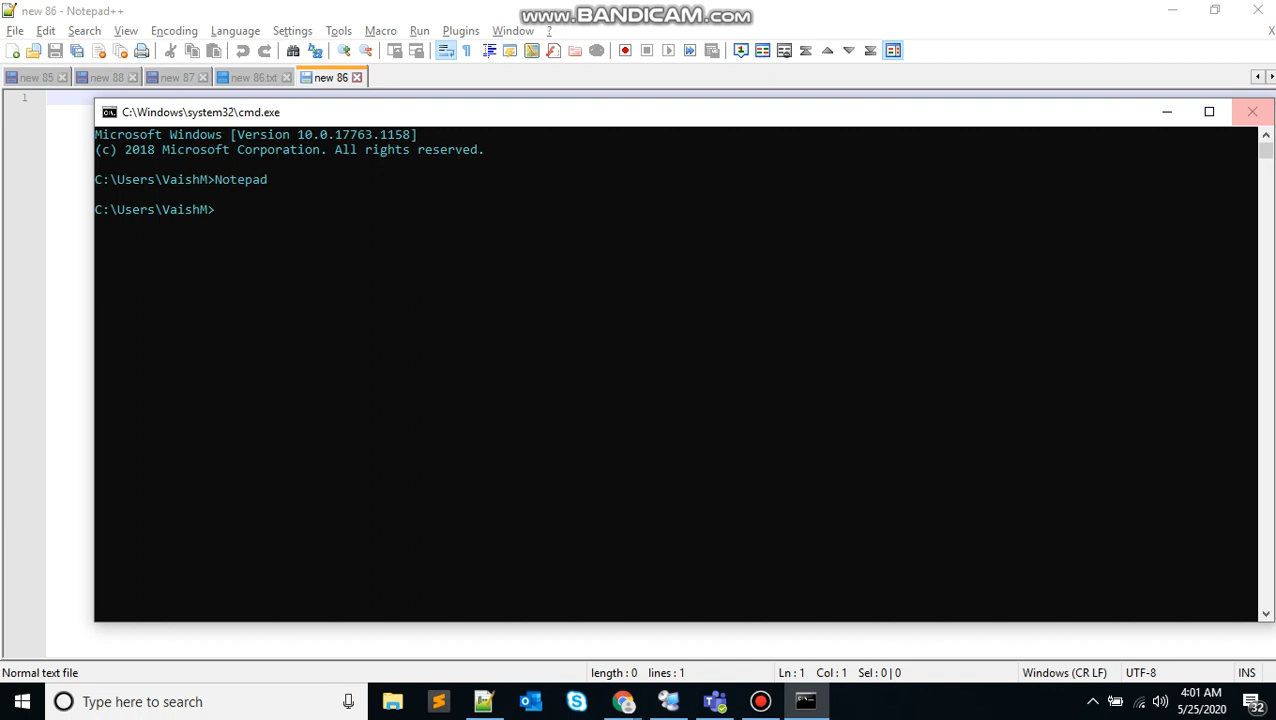 new 86 - Notepad++
www.BANDICAM.com
File Edit Search View Encoding Language Settings Tools Macro Run Plugins Window ?
X
new 85 new 88 new 87 new 86.txt new 86
1
C:\Windows\system32\cmd.exe
Microsoft Windows [Version 10.0.17763.1158]
(c) 2018 Microsoft Corporation. All rights reserved.
C:\Users\VaishM>Notepad
C:\Users\VaishM>
Normal text file length : 0 lines : 1 Ln : 1 Col : 1 Sel : 0 | 0 Windows (CR LF) UTF-8 INS
Type here to search
4:01 AM
5/25/2020
32